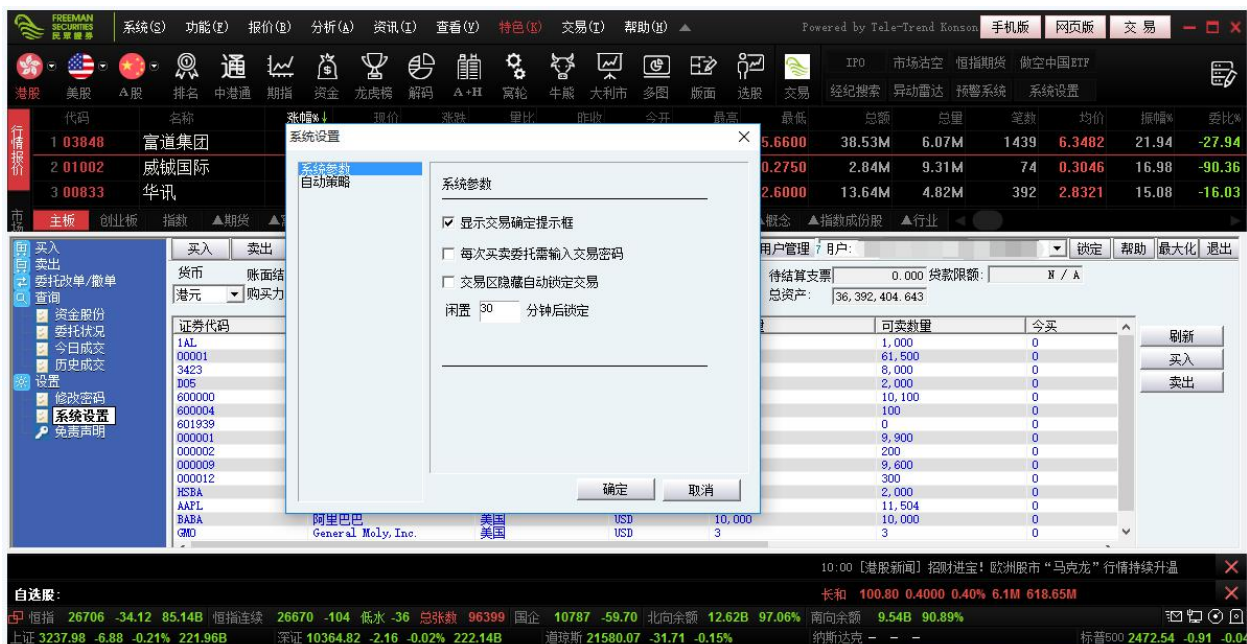 FREEMAN SECURITIES 民眾證券 系统(S) 功能(F) 报价(B) 分析(A) 资讯(I) 查看(V) 特色(K) 交易(T) 帮助(H) Powered by Tele-Trend Konson 手机版 网页版 交 易
IPO 市场沽空 恒指期货 做空中国ETF
港股 美股 A股 排名 中港通 期指 资金 龙虎榜 解码 A+H 窝轮 牛熊 大利市 多图 版面 选股 交易 经纪搜索 异动雷达 预警系统 系统设置
行情报价
代码 名称 张幅%↓ 现价 涨跌 量比 昨收 今开 最高 最低 总额 总量 笔数 均价 振幅% 委比%
1 03848 富道集团 5.6600 38.53M 6.07M 1439 6.3482 21.94 -27.94
2 01002 威铖国际 0.2750 2.84M 9.31M 74 0.3046 16.98 -90.36
3 00833 华讯 2.6000 13.64M 4.82M 392 2.8321 15.08 -16.03
市场 主板 创业板 指数 ▲期货 ▲概念 ▲指数成份股 ▲行业
系统设置
系统参数
自动策略
系统参数
显示交易确定提示框
每次买卖委托需输入交易密码
交易区隐藏自动锁定交易
闲置 30 分钟后锁定
确定 取消
买入
卖出
委托改单/撤单
查询
资金股份
委托状况
今日成交
历史成交
设置
修改密码
系统设置
免责声明
买入 卖出 用户管理 户: 锁定 帮助 最大化 退出
货币 账面结 待结算支票 0.000 贷款限额: N / A
港元 购买力 总资产: 36,392,404.643
证券代码 可卖数量 今买
1AL 1,000 0
00001 61,500 0
3423 8,000 0
D05 2,000 0
600000 10,100 0
600004 100 0
601939 0 0
000001 9,900 0
000002 200 0
000009 9,600 0
000012 300 0
HSBA 2,000 0
AAPL 11,504 0
BABA 阿里巴巴 美国 USD 10,000 10,000 0
GMO General Moly, Inc. 美国 USD 3 3 0
刷新
买入
卖出
10:00 [港股新闻] 招财进宝! 欧洲股市“马克龙”行情持续升温
自选股: 长和 100.80 0.4000 0.40% 6.1M 618.65M
恒指 26706 -34.12 85.14B 恒指连续 26670 -104 低水 -36 总张数 96399 国企 10787 -59.70 北向余额 12.62B 97.06% 南向余额 9.54B 90.89%
上证 3237.98 -6.88 -0.21% 221.96B 深证 10364.82 -2.16 -0.02% 222.14B 道琼斯 21580.07 -31.71 -0.15% 纳斯达克 – – – 标普500 2472.54 -0.91 -0.04